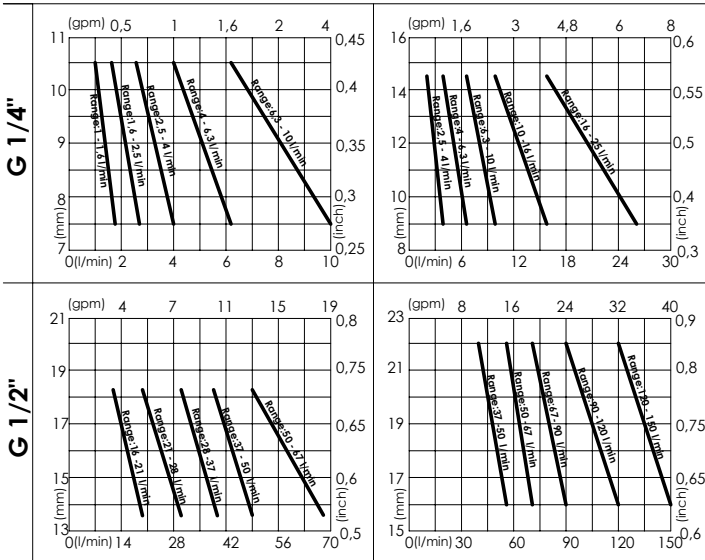 G 1/4"
(gpm) 0,5 1 1,6 2 4
11 10 9 8 7
(mm)
0,45 0,4 0,35 0,3 0,25
(inch)
Range:1 - 1,6 l/min
Range:1,6 - 2,5 l/min
Range:2,5 - 4 l/min
Range:4 - 6,3 l/min
Range:6,3 - 10 l/min
0(l/min) 2 4 6 8 10
(gpm) 1,6 3 4,8 6 8
16 14 12 10 8
(mm)
0,6 0,55 0,5 0,4 0,3
(inch)
Range:2,5 - 4 l/min
Range:4 - 6,3 l/min
Range:6,3 - 10 l/min
Range:10 -16 l/min
Range:16 - 25 l/min
0(l/min) 6 12 18 24 30
G 1/2"
(gpm) 4 7 11 15 19
21 19 17 15 13
(mm)
0,8 0,75 0,65 0,6 0,5
(inch)
Range:16 -21 l/min
Range:21 - 28 l/min
Range:28 -37 l/min
Range:37 - 50 l/min
Range:50 - 67 l/min
0(l/min) 14 28 42 56 70
(gpm) 8 16 24 32 40
23 21 19 17 15
(mm)
0,9 0,85 0,75 0,65 0,6
(inch)
Range:37 -50 l/min
Range:50 -67 l/min
Range:67 - 90 l/min
Range:90 -120 l/min
Range:120 - 150 l/min
0(l/min) 30 60 90 120 150